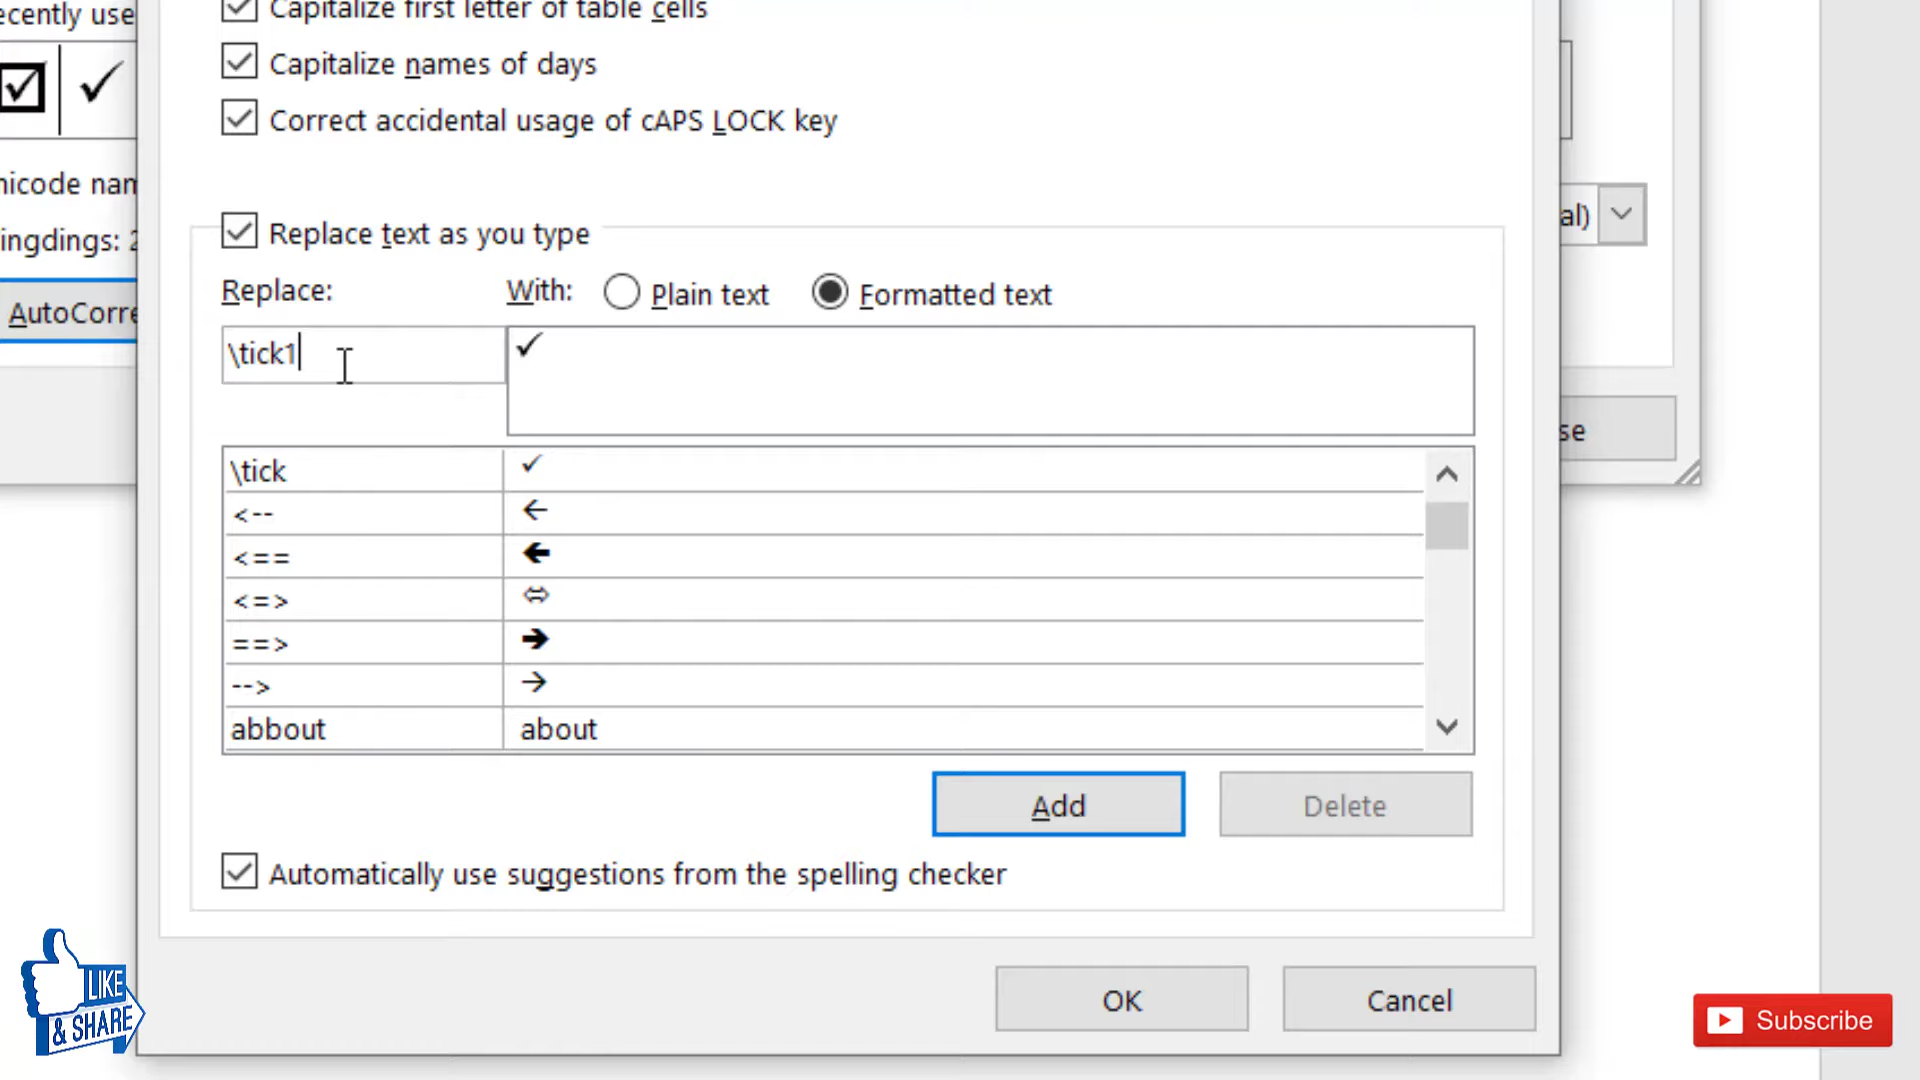 ecently use
Capitalize first letter of table cells
Capitalize names of days
Correct accidental usage of cAPS LOCK key
nicode nam
ingdings: 2
AutoCorre
al)
se
Replace text as you type
Replace:
With: Plain text Formatted text
\tick1 ✓
\tick ✓
<-- ←
<== 🡸
<=> ⇔
==> 🡺
--> →
abbout about
Add Delete
Automatically use suggestions from the spelling checker
OK Cancel
LIKE
& SHARE
Subscribe